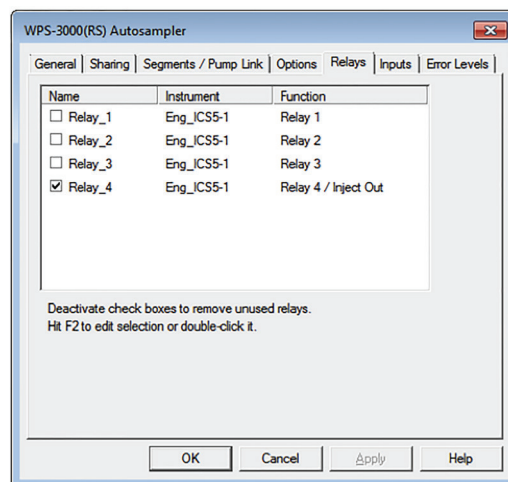 WPS-3000(RS) Autosampler
General Sharing Segments / Pump Link Options Relays Inputs Error Levels
Name Instrument Function
Relay_1 Eng_ICS5-1 Relay 1
Relay_2 Eng_ICS5-1 Relay 2
Relay_3 Eng_ICS5-1 Relay 3
Relay_4 Eng_ICS5-1 Relay 4 / Inject Out
Deactivate check boxes to remove unused relays.
Hit F2 to edit selection or double-click it.
OK Cancel Apply Help